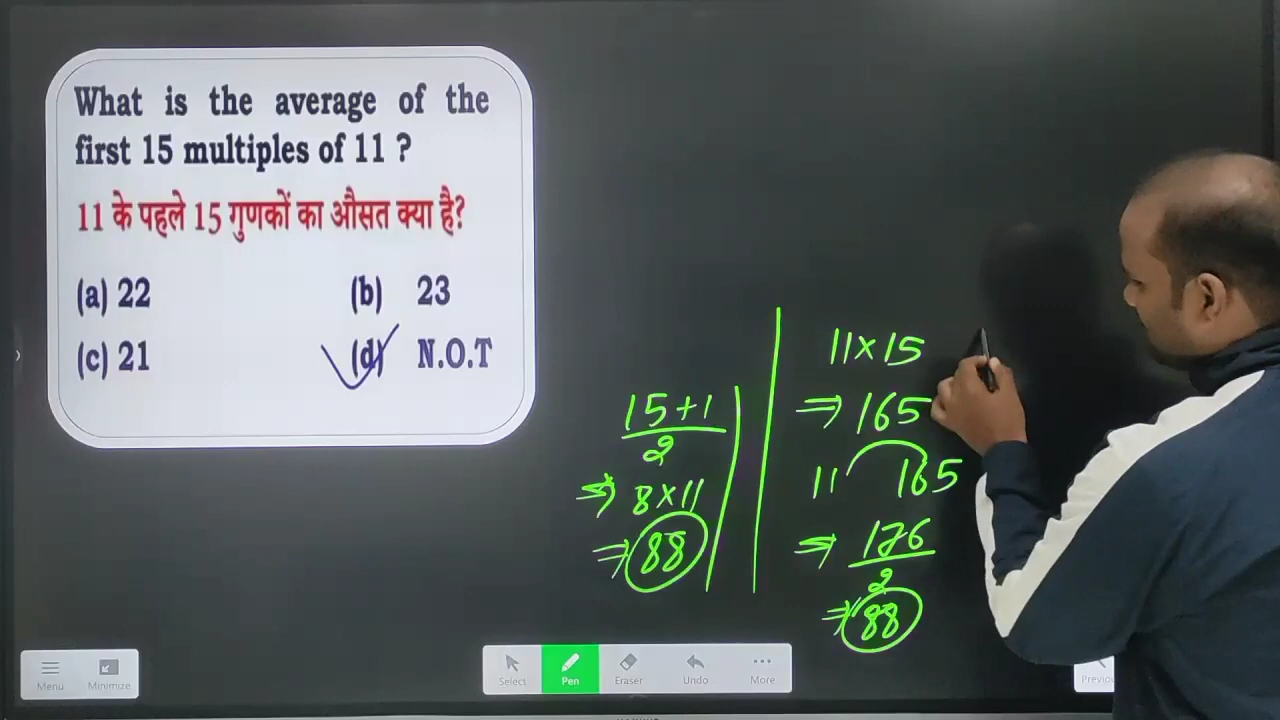 What is the average of the
first 15 multiples of 11 ?
11 के पहले 15 गुणकों का औसत क्या है?
(a) 22 (b) 23
(c) 21 (d) N.O.T
15+1
2
⇒ 8×11
⇒ 88
11×15
⇒ 165
11 165
⇒ 176
2
⇒ 88
Menu Minimize Select Pen Eraser Undo More